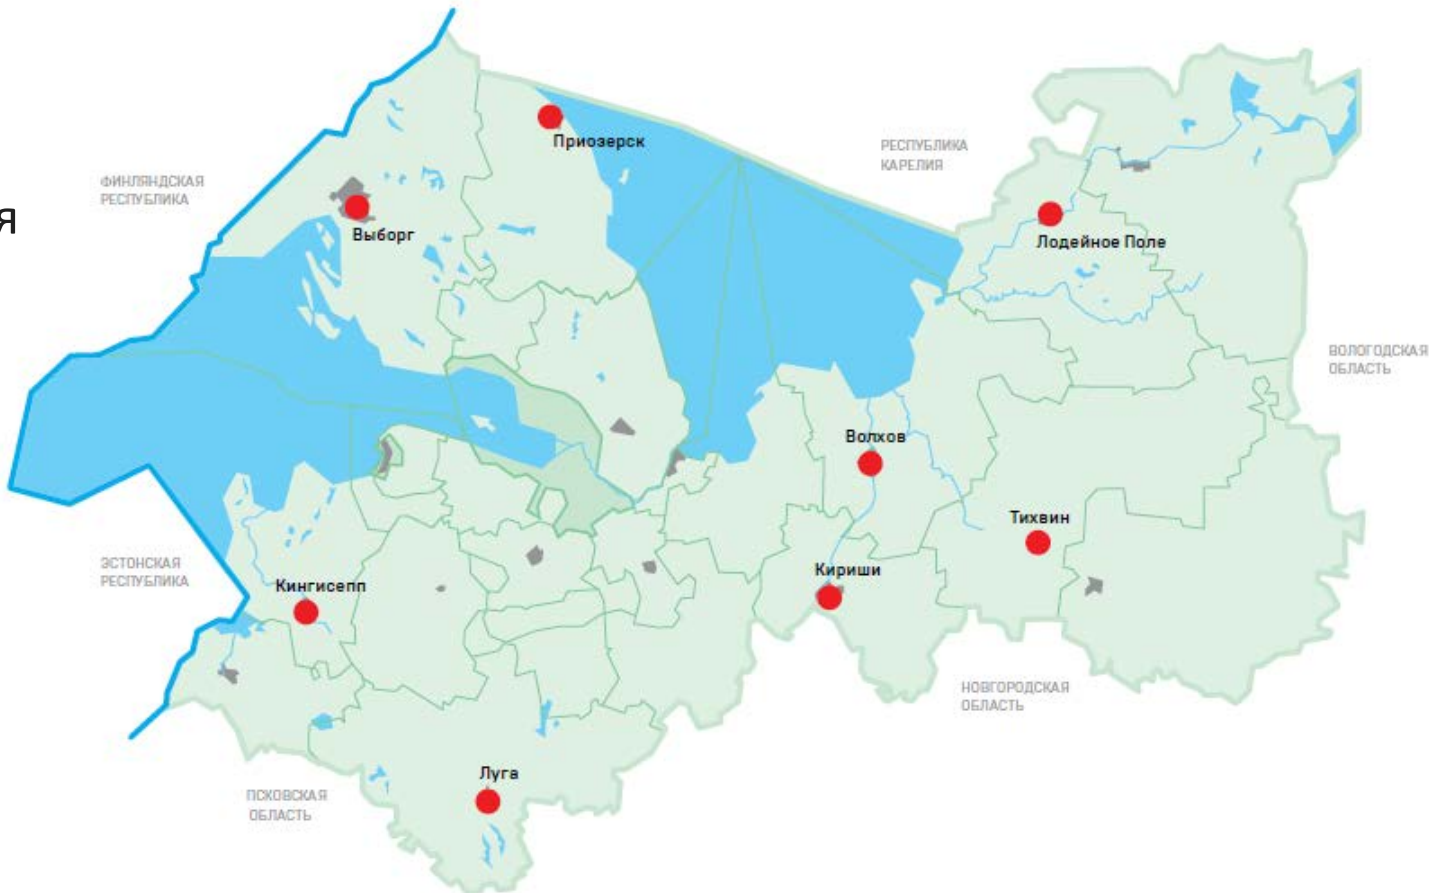 Приозерск
РЕСПУБЛИКА
КАРЕЛИЯ
ФИНЛЯНДСКАЯ
РЕСПУБЛИКА
я
Выборг
Лодейное Поле
ВОЛОГОДСКАЯ
ОБЛАСТЬ
Волхов
Тихвин
ЭСТОНСКАЯ
РЕСПУБЛИКА
Кингисепп
Кириши
НОВГОРОДСКАЯ
ОБЛАСТЬ
Луга
ПСКОВСКАЯ
ОБЛАСТЬ